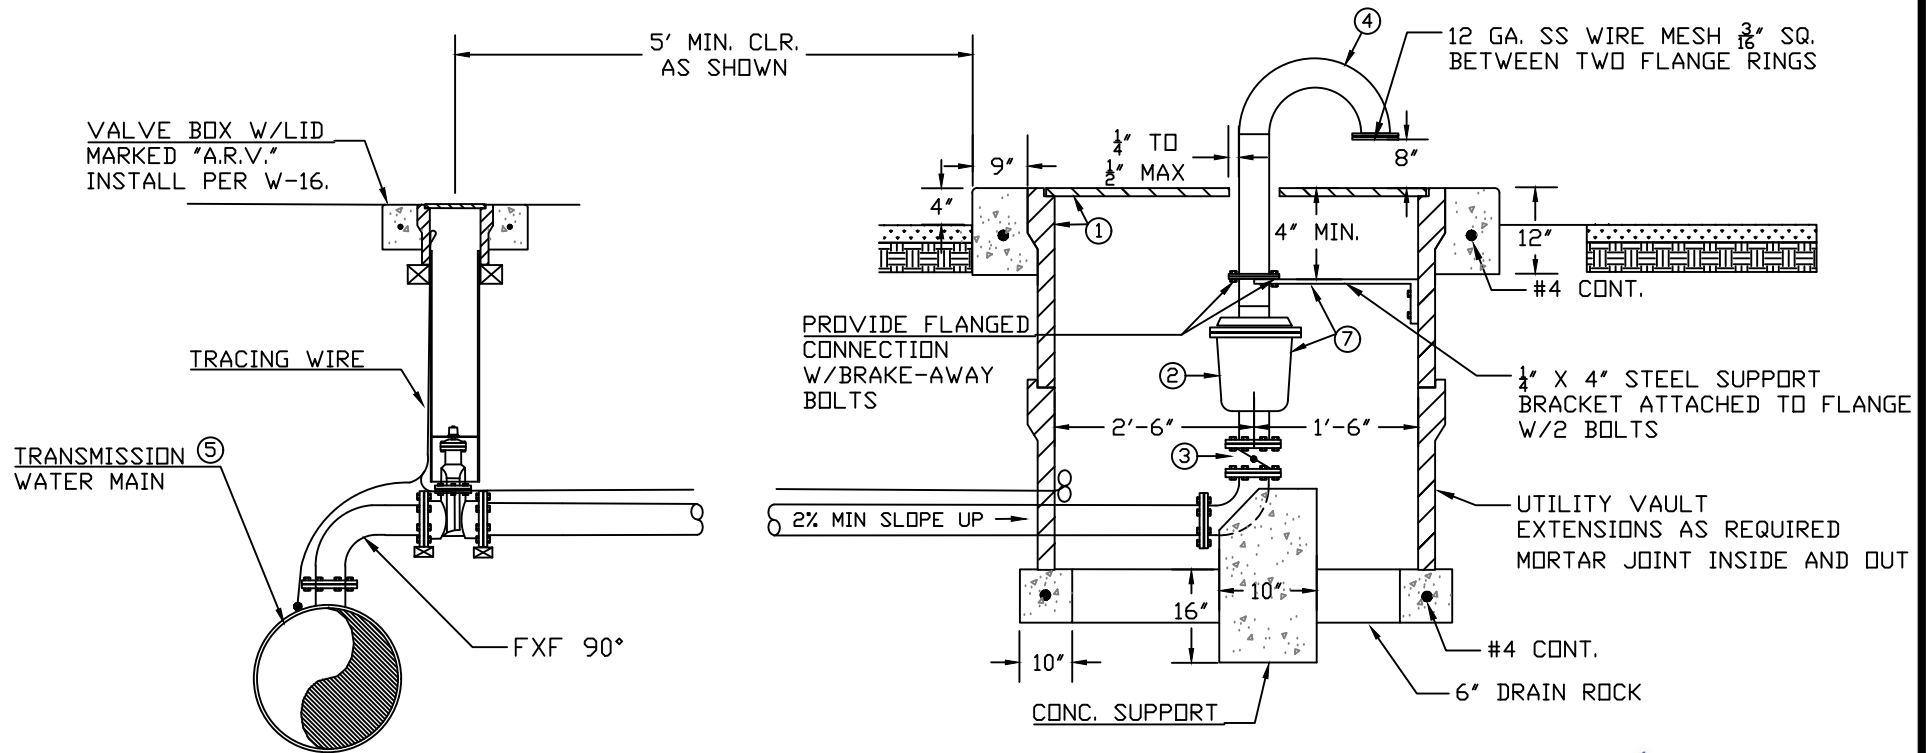 5' MIN. CLR.
AS SHOWN
4
12 GA. SS WIRE MESH 3/16" SQ.
BETWEEN TWO FLANGE RINGS
VALVE BOX W/LID
MARKED "A.R.V."
INSTALL PER W-16.
9"
1/4" TO
1/2" MAX
8"
4"
1
4" MIN.
12"
#4 CONT.
PROVIDE FLANGED
CONNECTION
W/BRAKE-AWAY
BOLTS
7
TRACING WIRE
2
1/4" X 4" STEEL SUPPORT
BRACKET ATTACHED TO FLANGE
W/2 BOLTS
2'-6"
1'-6"
TRANSMISSION 5
WATER MAIN
3
2% MIN SLOPE UP
UTILITY VAULT
EXTENSIONS AS REQUIRED
MORTAR JOINT INSIDE AND OUT
10"
16"
FXF 90°
#4 CONT.
10"
6" DRAIN ROCK
CONC. SUPPORT